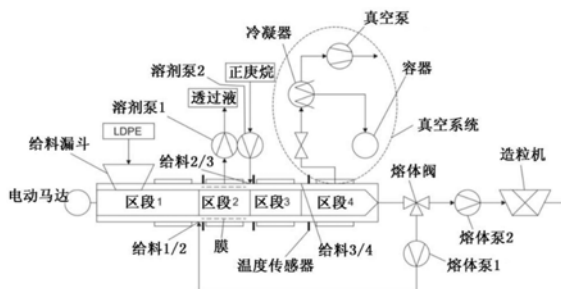 真空泵
冷凝器
溶剂泵2
正庚烷
容器
透过液
溶剂泵1
LDPE
给料漏斗
给料2/3
真空系统
熔体阀
造粒机
电动马达
区段1
区段2
区段3
区段4
给料1/2
膜
温度传感器
给料3/4
熔体泵1
熔体泵2